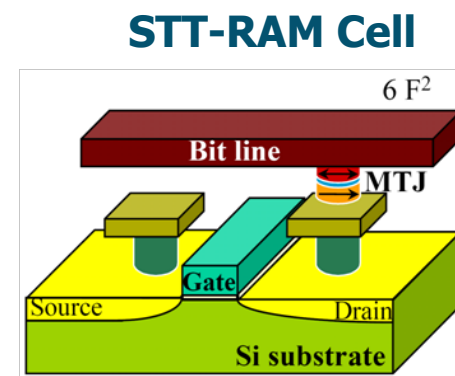 STT-RAM Cell
6 F²
Bit line
MTJ
Gate
Source
Drain
Si substrate